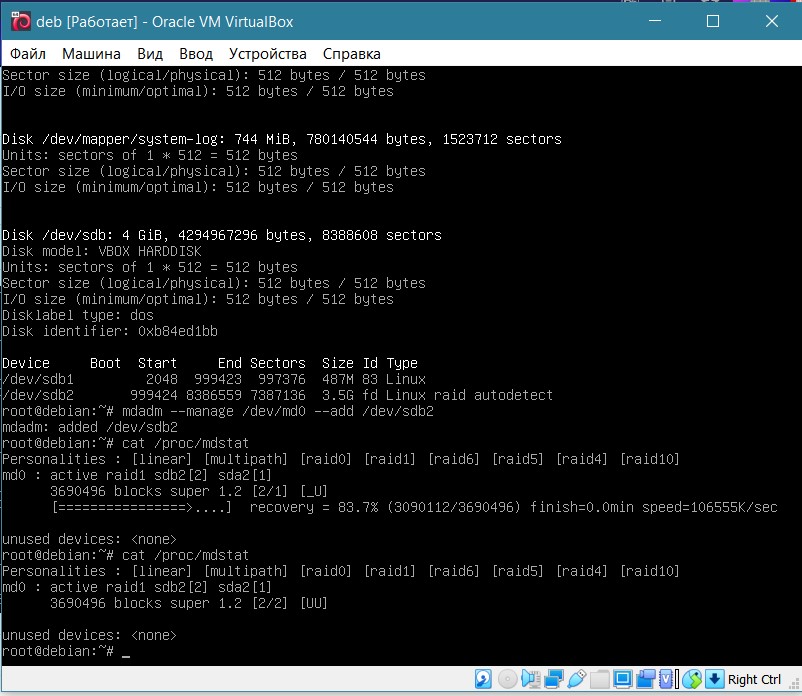 deb [Работает] - Oracle VM VirtualBox
Файл Машина Вид Ввод Устройства Справка
Sector size (logical/physical): 512 bytes / 512 bytes
I/O size (minimum/optimal): 512 bytes / 512 bytes
Disk /dev/mapper/system-log: 744 MiB, 780140544 bytes, 1523712 sectors
Units: sectors of 1 * 512 = 512 bytes
Sector size (logical/physical): 512 bytes / 512 bytes
I/O size (minimum/optimal): 512 bytes / 512 bytes
Disk /dev/sdb: 4 GiB, 4294967296 bytes, 8388608 sectors
Disk model: VBOX HARDDISK
Units: sectors of 1 * 512 = 512 bytes
Sector size (logical/physical): 512 bytes / 512 bytes
I/O size (minimum/optimal): 512 bytes / 512 bytes
Disklabel type: dos
Disk identifier: 0xb84ed1bb
Device     Boot  Start     End Sectors  Size Id Type
/dev/sdb1         2048  999423  997376  487M 83 Linux
/dev/sdb2       999424 8386559 7387136  3.5G fd Linux raid autodetect
root@debian:~# mdadm --manage /dev/md0 --add /dev/sdb2
mdadm: added /dev/sdb2
root@debian:~# cat /proc/mdstat
Personalities : [linear] [multipath] [raid0] [raid1] [raid6] [raid5] [raid4] [raid10]
md0 : active raid1 sdb2[2] sda2[1]
      3690496 blocks super 1.2 [2/1] [_U]
      [================>....]  recovery = 83.7% (3090112/3690496) finish=0.0min speed=106555K/sec
unused devices: <none>
root@debian:~# cat /proc/mdstat
Personalities : [linear] [multipath] [raid0] [raid1] [raid6] [raid5] [raid4] [raid10]
md0 : active raid1 sdb2[2] sda2[1]
      3690496 blocks super 1.2 [2/2] [UU]
unused devices: <none>
root@debian:~# _
Right Ctrl